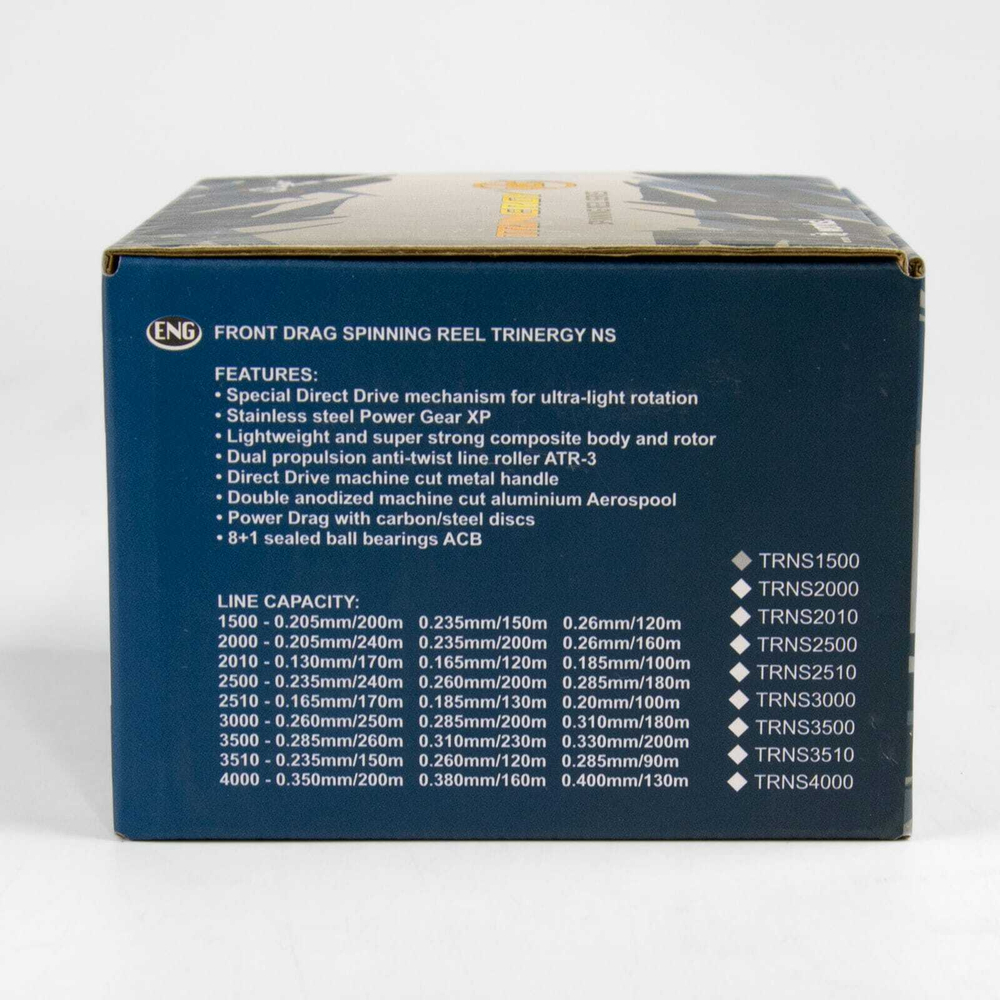 ENG FRONT DRAG SPINNING REEL TRINERGY NS
FEATURES:
• Special Direct Drive mechanism for ultra-light rotation
• Stainless steel Power Gear XP
• Lightweight and super strong composite body and rotor
• Dual propulsion anti-twist line roller ATR-3
• Direct Drive machine cut metal handle
• Double anodized machine cut aluminium Aerospool
• Power Drag with carbon/steel discs
• 8+1 sealed ball bearings ACB
LINE CAPACITY:
1500 - 0.205mm/200m 0.235mm/150m 0.26mm/120m
2000 - 0.205mm/240m 0.235mm/200m 0.26mm/160m
2010 - 0.130mm/170m 0.165mm/120m 0.185mm/100m
2500 - 0.235mm/240m 0.260mm/200m 0.285mm/180m
2510 - 0.165mm/170m 0.185mm/130m 0.20mm/100m
3000 - 0.260mm/250m 0.285mm/200m 0.310mm/180m
3500 - 0.285mm/260m 0.310mm/230m 0.330mm/200m
3510 - 0.235mm/150m 0.260mm/120m 0.285mm/90m
4000 - 0.350mm/200m 0.380mm/160m 0.400mm/130m
TRNS1500
TRNS2000
TRNS2010
TRNS2500
TRNS2510
TRNS3000
TRNS3500
TRNS3510
TRNS4000